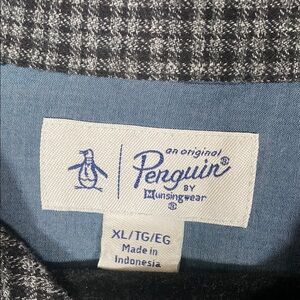 an original
Penguin®
BY
Munsingwear
®
XL/TG/EG
Made in
Indonesia